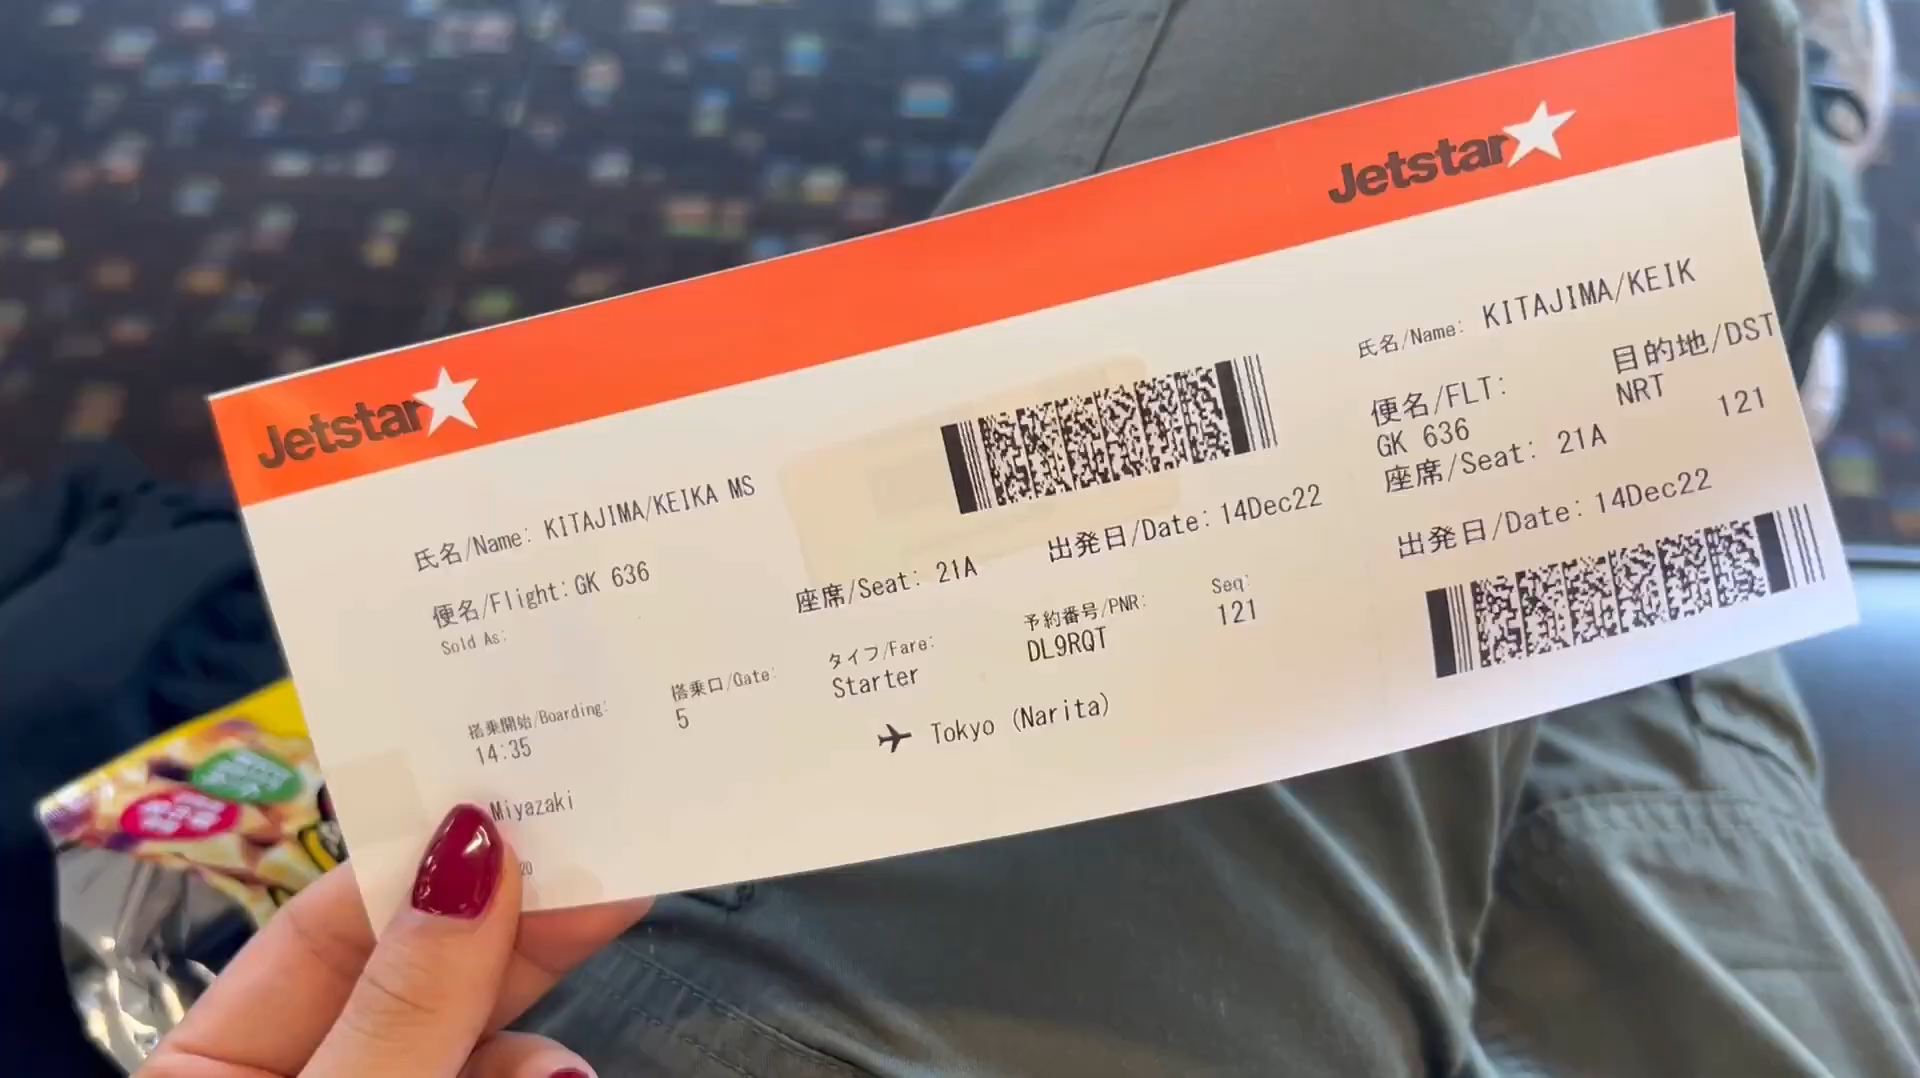 Jetstar
Jetstar
氏名/Name: KITAJIMA/KEIKA MS
便名/Flight: GK 636
Sold As:
座席/Seat: 21A
出発日/Date: 14Dec22
搭乗開始/Boarding:
14:35
搭乗口/Gate:
5
タイプ/Fare:
Starter
予約番号/PNR:
DL9RQT
Seq:
121
Miyazaki
Tokyo (Narita)
20
氏名/Name: KITAJIMA/KEIK
便名/FLT:
GK 636
目的地/DST
NRT
座席/Seat: 21A
121
出発日/Date: 14Dec22